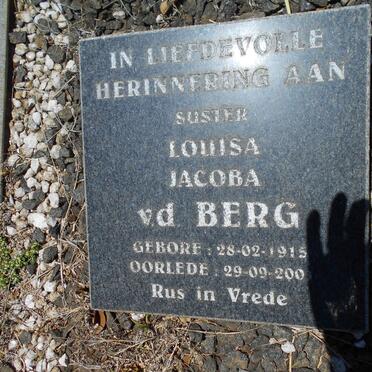 IN LIEFDEVOLLE
HERINNERING AAN
SUSTER
LOUISA
JACOBA
v.d BERG
GEBORE : 28-02-1915
OORLEDE : 29-09-200
Rus in Vrede